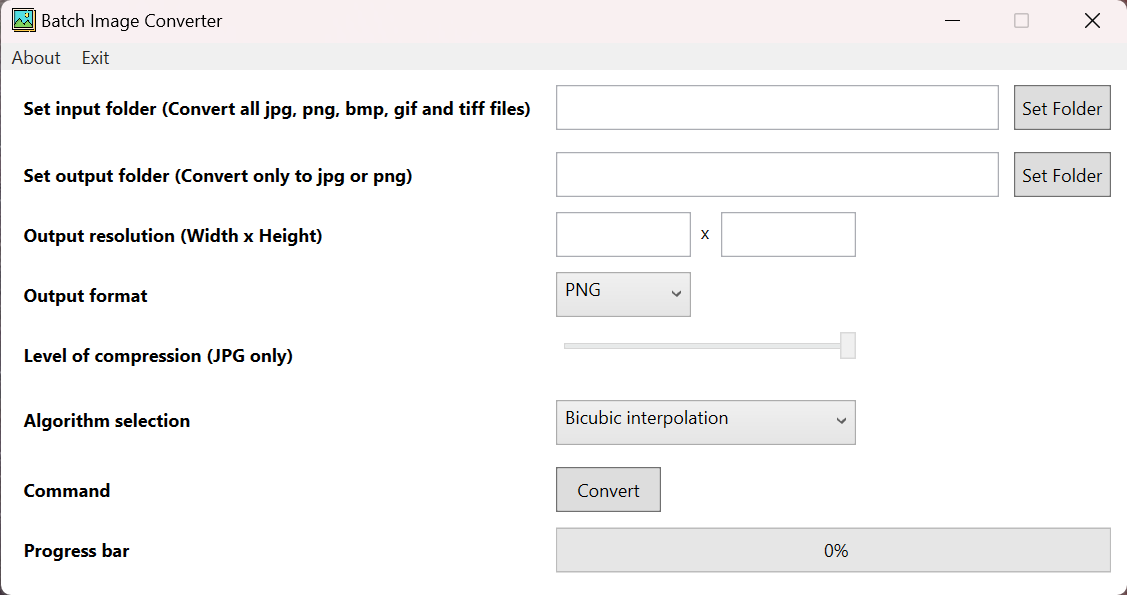 Batch Image Converter
About Exit
Set input folder (Convert all jpg, png, bmp, gif and tiff files) Set Folder
Set output folder (Convert only to jpg or png) Set Folder
Output resolution (Width x Height) x
Output format PNG
Level of compression (JPG only)
Algorithm selection Bicubic interpolation
Command Convert
Progress bar 0%